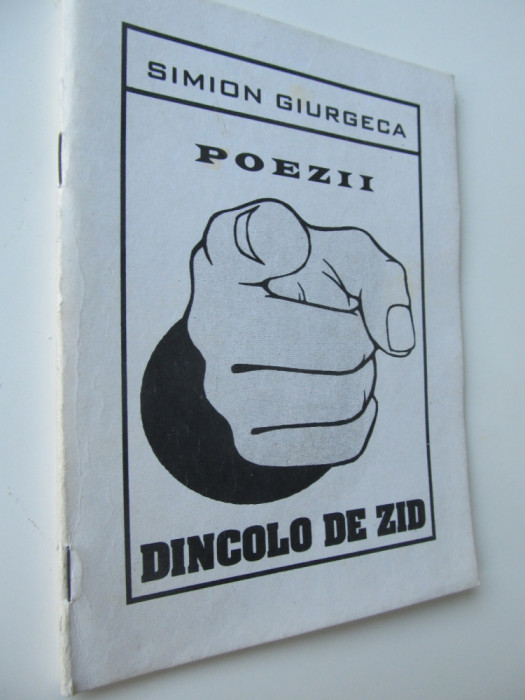 SIMION GIURGECA
POEZII
DINCOLO DE ZID